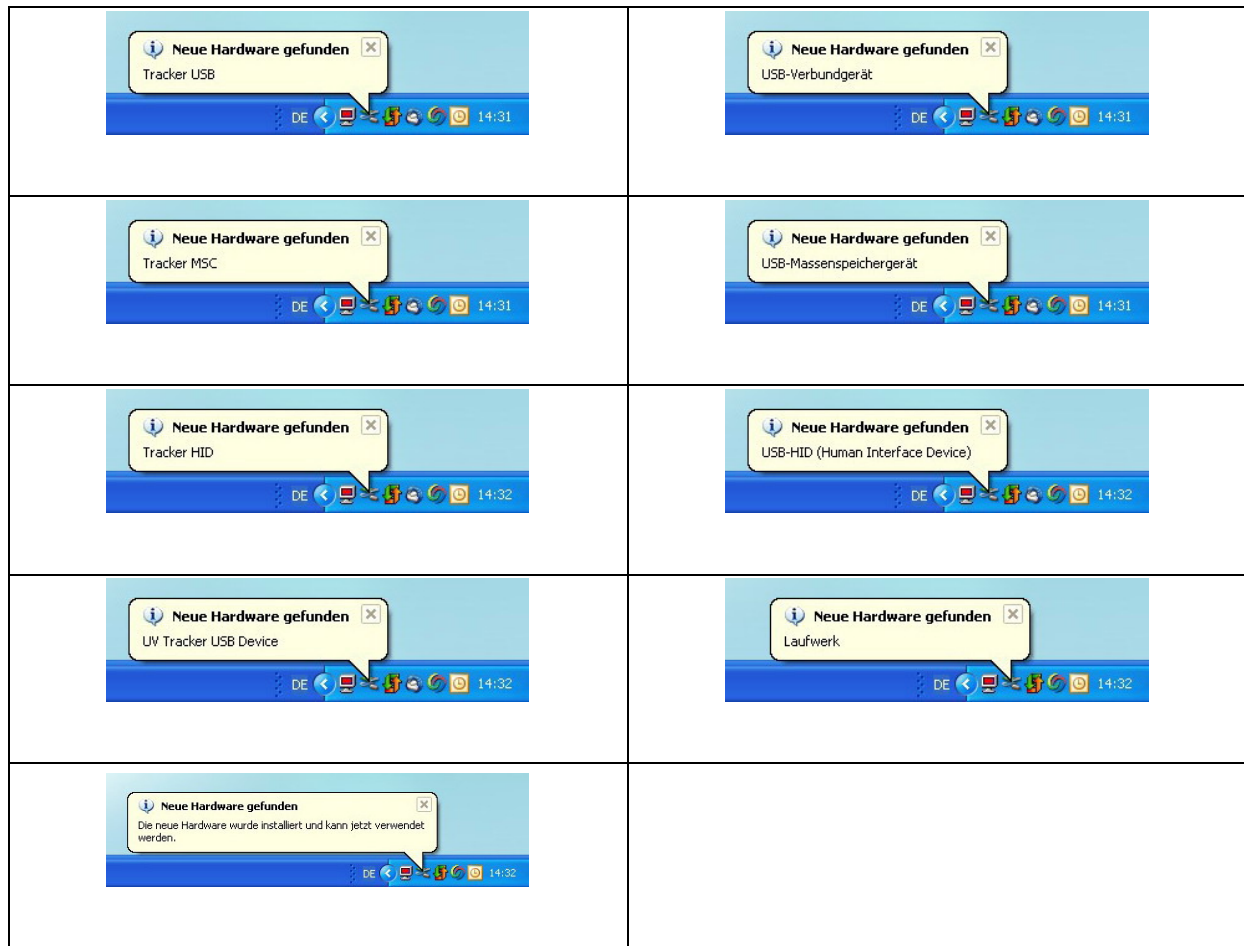 Neue Hardware gefunden
Tracker USB
DE 14:31
Neue Hardware gefunden
USB-Verbundgerät
DE 14:31
Neue Hardware gefunden
Tracker MSC
DE 14:31
Neue Hardware gefunden
USB-Massenspeichergerät
DE 14:31
Neue Hardware gefunden
Tracker HID
DE 14:32
Neue Hardware gefunden
USB-HID (Human Interface Device)
DE 14:32
Neue Hardware gefunden
UV Tracker USB Device
DE 14:32
Neue Hardware gefunden
Laufwerk
DE 14:32
Neue Hardware gefunden
Die neue Hardware wurde installiert und kann jetzt verwendet
werden.
DE 14:32